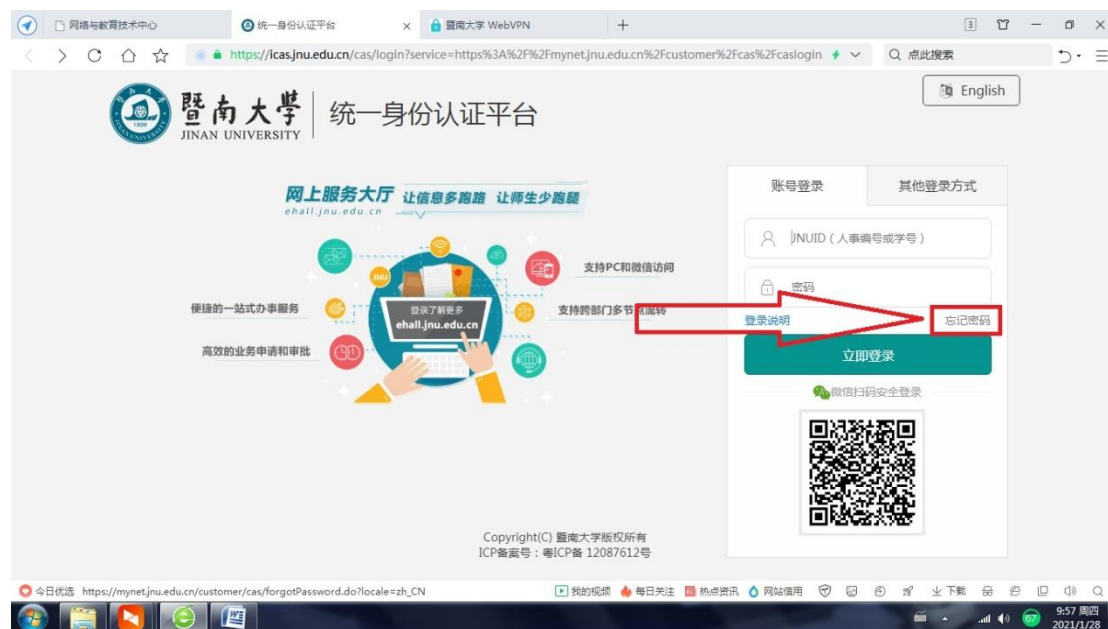 网络与教育技术中心
统一身份认证平台
暨南大学 WebVPN
3
https://icas.jnu.edu.cn/cas/login?service=https%3A%2F%2Fmynet.jnu.edu.cn%2Fcustomer%2Fcas%2Fcaslogin
点此搜索
English
1906
暨南大學
JINAN UNIVERSITY
统一身份认证平台
网上服务大厅 让信息多跑路 让师生少跑腿
ehall.jnu.edu.cn
JNU
支持PC和微信访问
便捷的一站式办事服务
支持跨部门多节点流转
高效的业务申请和审批
登录了解更多
ehall.jnu.edu.cn
账号登录
其他登录方式
JNUID（人事编号或学号）
密码
登录说明
忘记密码
立即登录
微信扫码安全登录
Copyright(C) 暨南大学版权所有
ICP备案号：粤ICP备 12087612号
今日优选 https://mynet.jnu.edu.cn/customer/cas/forgotPassword.do?locale=zh_CN
我的视频 每日关注 热点资讯 网站信用 下载
67
9:57 周四
2021/1/28